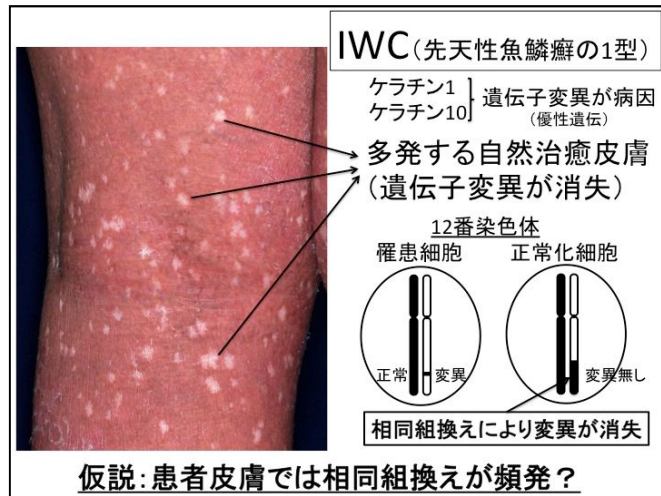 IWC(先天性魚鱗癬の1型)
ケラチン1
ケラチン10
遺伝子変異が病因
(優性遺伝)
多発する自然治癒皮膚
(遺伝子変異が消失)
12番染色体
罹患細胞 正常化細胞
正常 変異 変異無し
相同組換えにより変異が消失
仮説:患者皮膚では相同組換えが頻発?